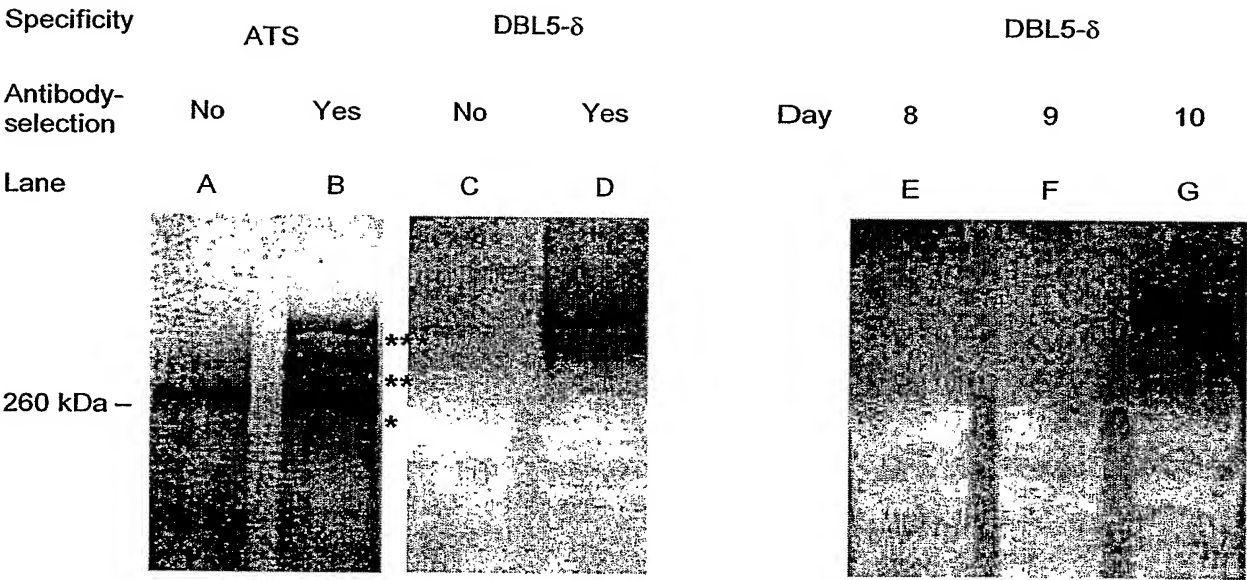 Specificity ATS DBL5-δ DBL5-δ
Antibody-
selection No Yes No Yes Day 8 9 10
Lane A B C D E F G
***
**
260 kDa –
*